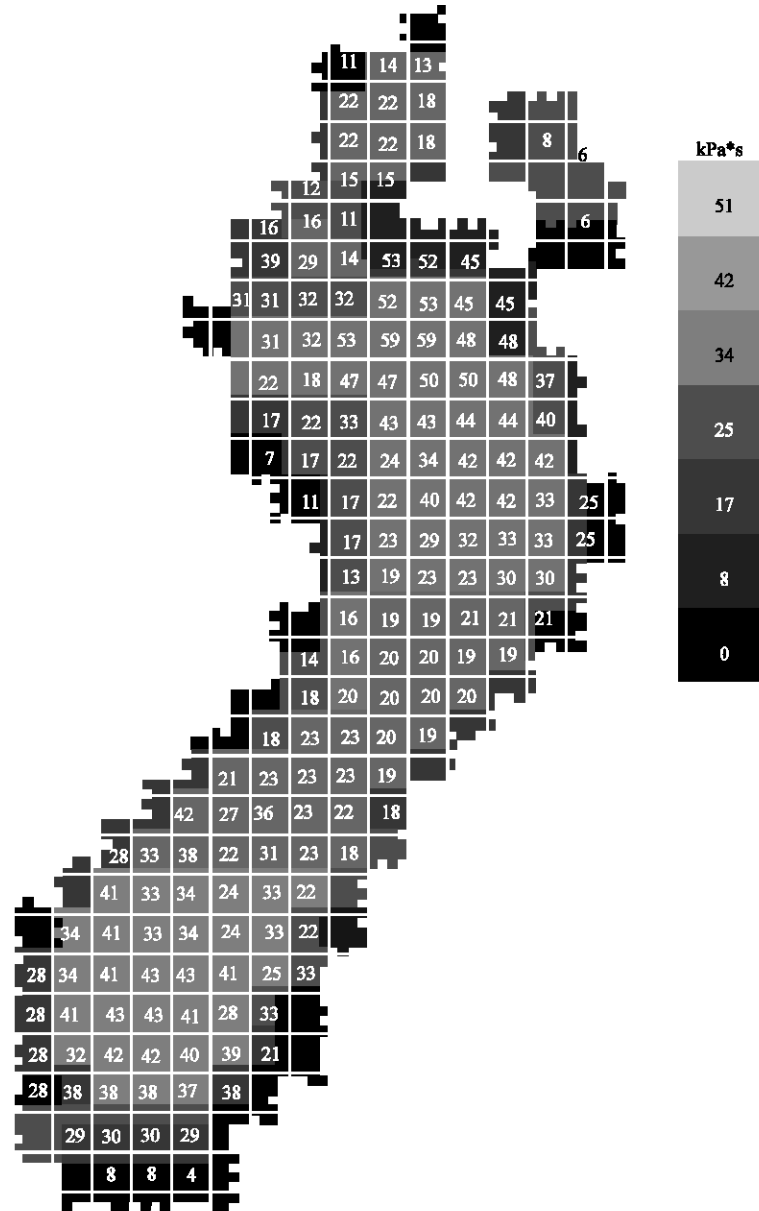 11 14 13
22 22 18
22 22 18 8 6
kPa*s
12 15 15
16 16 11 6
51
39 29 14 53 52 45
42
31 31 32 32 52 53 45 45
31 32 53 59 59 48 48
34
22 18 47 47 50 50 48 37
17 22 33 43 43 44 44 40
25
7 17 22 24 34 42 42 42
11 17 22 40 42 42 33 25
17
17 23 29 32 33 33 25
13 19 23 23 30 30
8
16 19 19 21 21 21
14 16 20 20 19 19
0
18 20 20 20 20
18 23 23 20 19
21 23 23 23 19
42 27 36 23 22 18
28 33 38 22 31 23 18
41 33 34 24 33 22
34 41 33 34 24 33 22
28 34 41 43 43 41 25 33
28 41 43 43 41 28 33
28 32 42 42 40 39 21
28 38 38 38 37 38
29 30 30 29
8 8 4